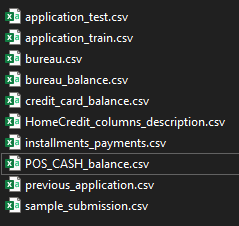 application_test.csv
application_train.csv
bureau.csv
bureau_balance.csv
credit_card_balance.csv
HomeCredit_columns_description.csv
installments_payments.csv
POS_CASH_balance.csv
previous_application.csv
sample_submission.csv